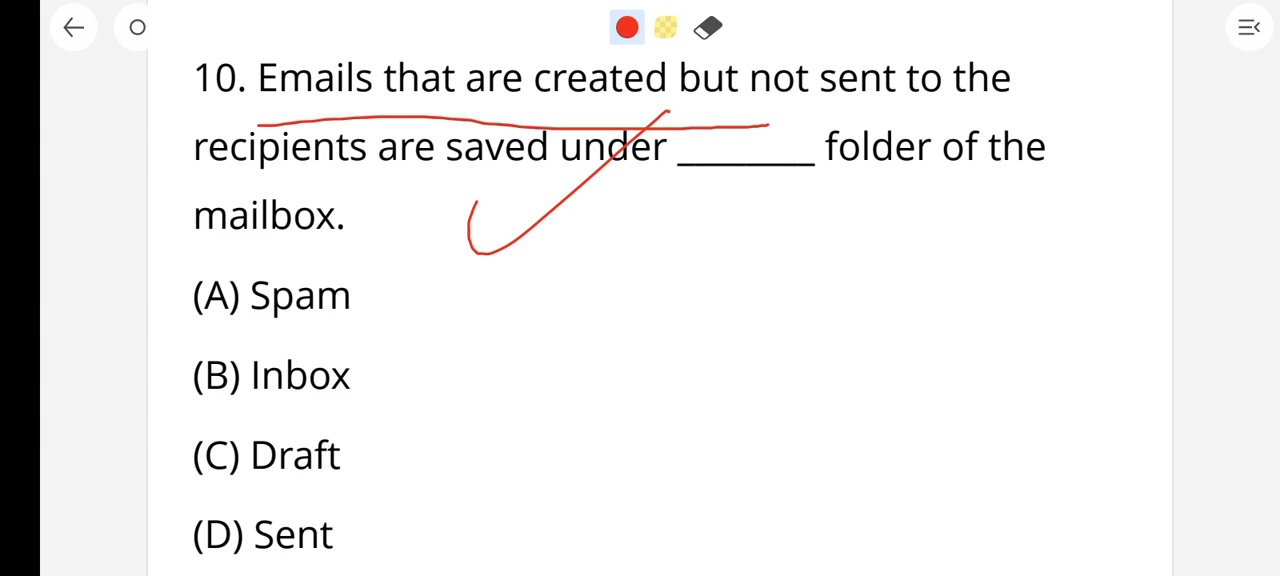 10. Emails that are created but not sent to the
recipients are saved under _______ folder of the
mailbox.
(A) Spam
(B) Inbox
(C) Draft
(D) Sent